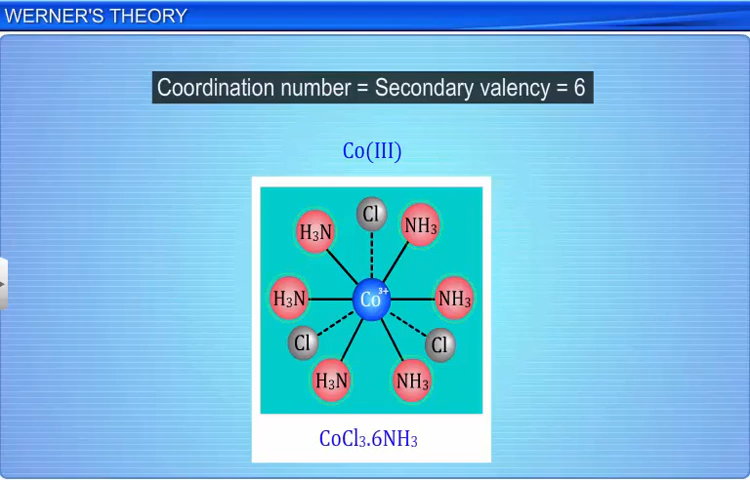 WERNER'S THEORY
Coordination number = Secondary valency = 6
Co(III)
Cl
H₃N
NH₃
H₃N
Co³⁺
NH₃
Cl
Cl
H₃N
NH₃
CoCl₃.6NH₃